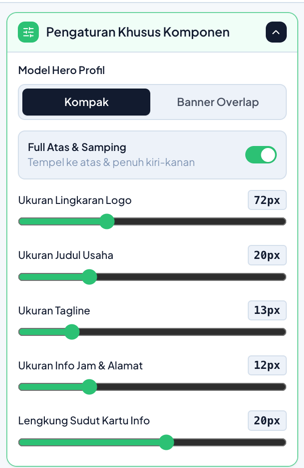 Pengaturan Khusus Komponen
Model Hero Profil
Kompak
Banner Overlap
Full Atas & Samping
Tempel ke atas & penuh kiri-kanan
Ukuran Lingkaran Logo
72px
Ukuran Judul Usaha
20px
Ukuran Tagline
13px
Ukuran Info Jam & Alamat
12px
Lengkung Sudut Kartu Info
20px